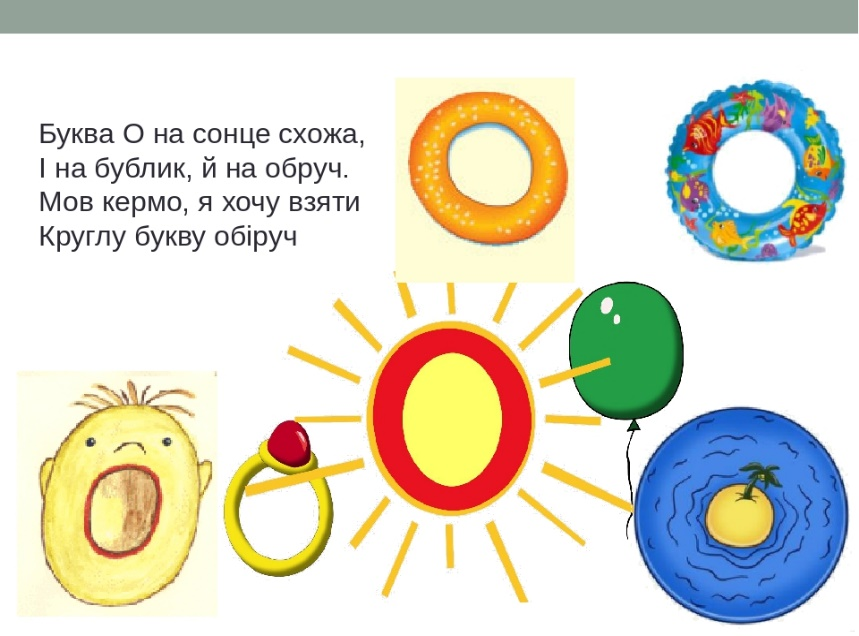 Буква О на сонце схожа,
І на бублик, й на обруч.
Мов кермо, я хочу взяти
Круглу букву обіруч